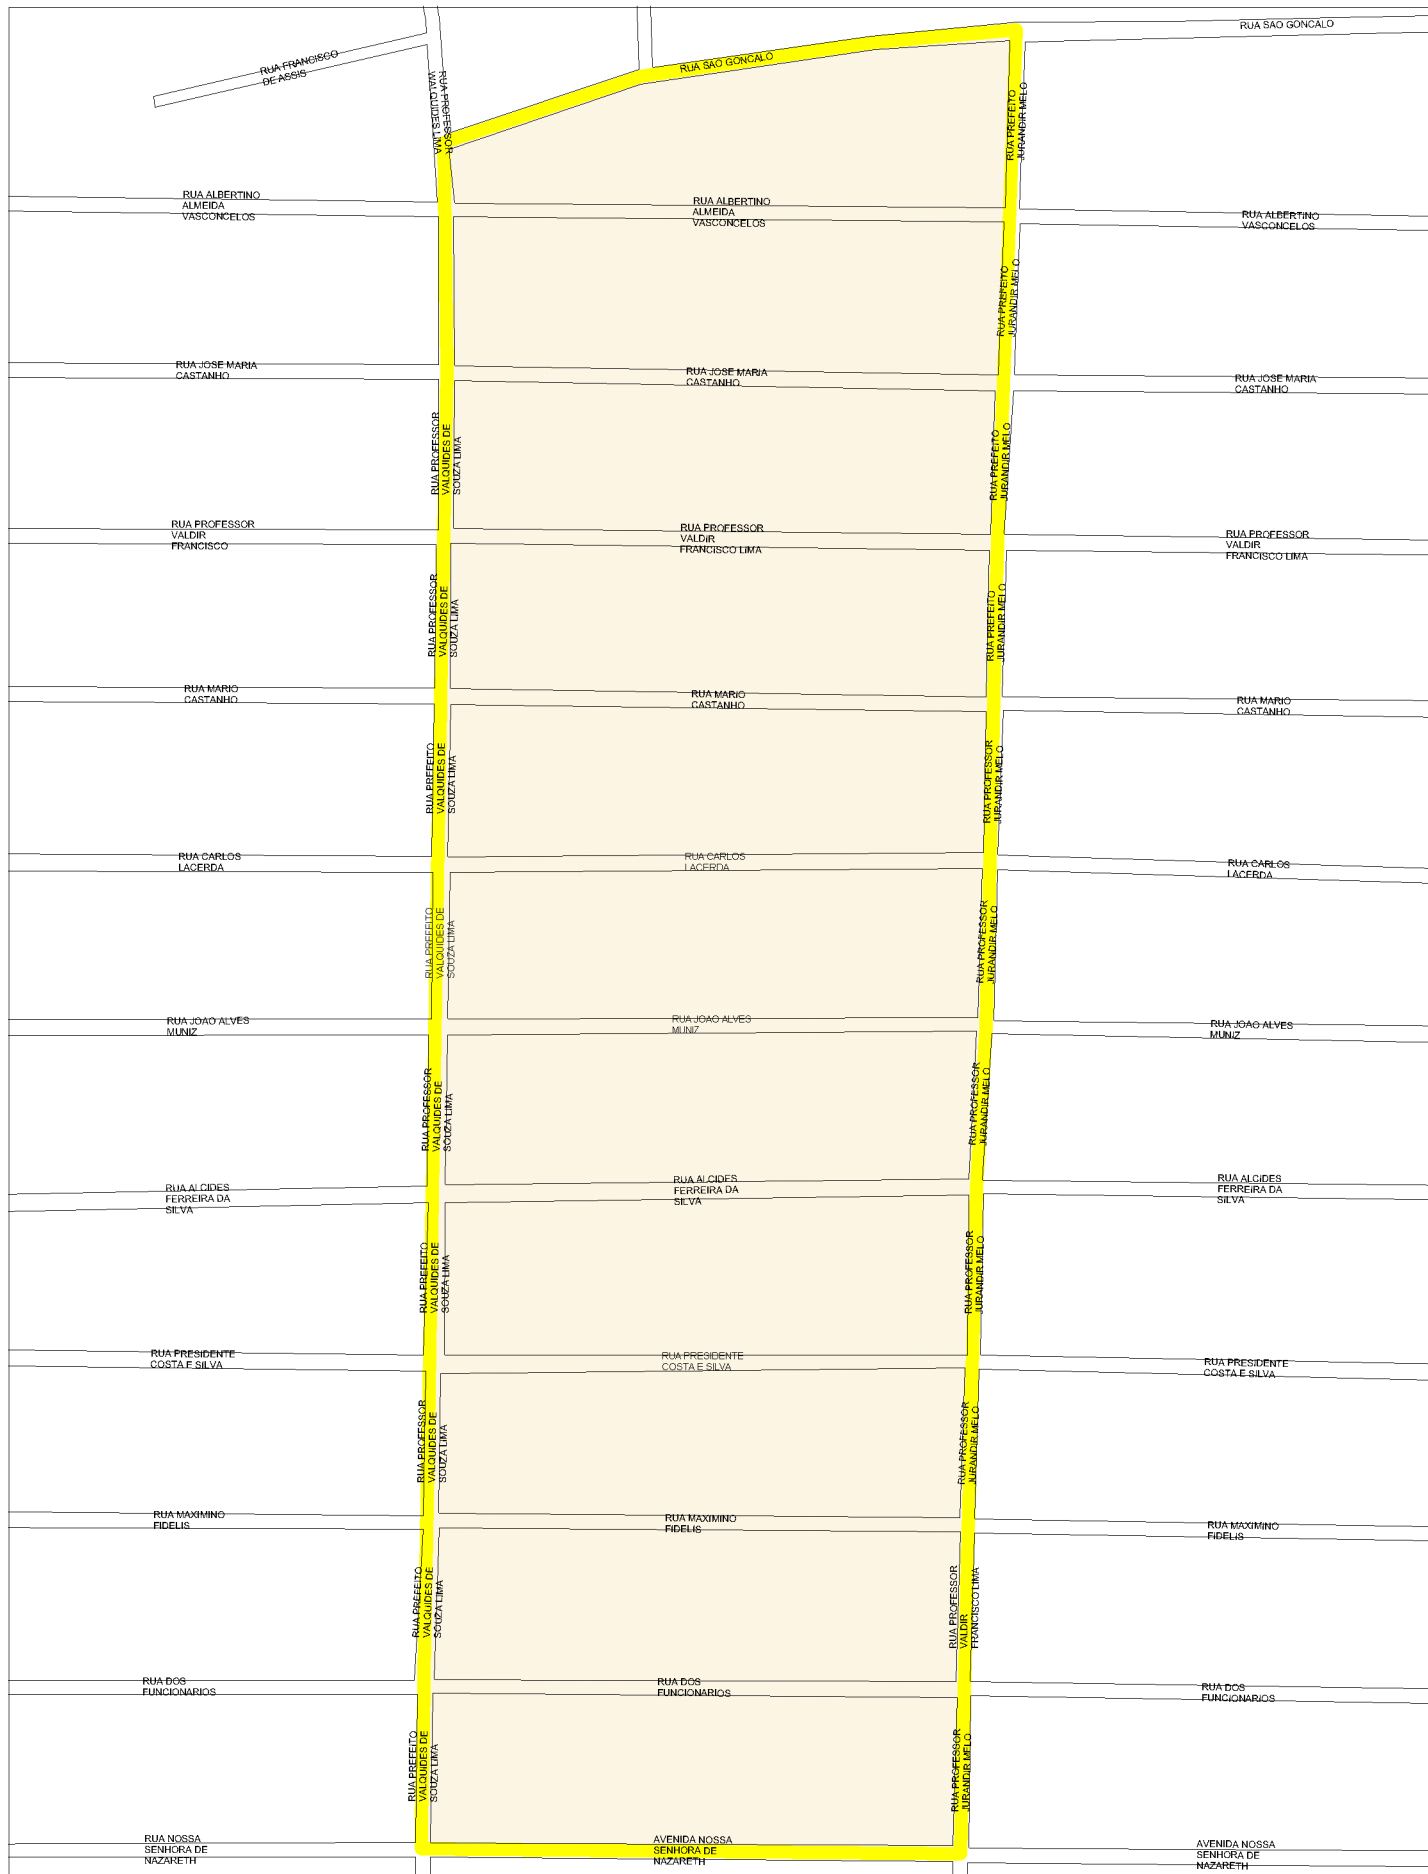 RUA SAO GONCALO
RUA FRANCISCO
DE ASSIS
RUA SAO GONCALO
RUA PROFESSOR
WALQUIDES LIMA
RUA PREFEITO
JURANDIR MELO
RUA ALBERTINO
ALMEIDA
VASCONCELOS
RUA ALBERTINO
ALMEIDA
VASCONCELOS
RUA ALBERTINO
VASCONCELOS
RUA PREFEITO
JURANDIR MELO
RUA JOSE MARIA
CASTANHO
RUA JOSE MARIA
CASTANHO
RUA JOSE MARIA
CASTANHO
RUA PROFESSOR
VALQUIDES DE
SOUZA LIMA
RUA PREFEITO
JURANDIR MELO
RUA PROFESSOR
VALDIR
FRANCISCO
RUA PROFESSOR
VALDIR
FRANCISCO LIMA
RUA PROFESSOR
VALDIR
FRANCISCO LIMA
RUA PROFESSOR
VALQUIDES DE
SOUZA LIMA
RUA PREFEITO
JURANDIR MELO
RUA MARIO
CASTANHO
RUA MARIO
CASTANHO
RUA MARIO
CASTANHO
RUA PREFEITO
VALQUIDES DE
SOUZA LIMA
RUA PROFESSOR
JURANDIR MELO
RUA CARLOS
LACERDA
RUA CARLOS
LACERDA
RUA CARLOS
LACERDA
RUA PREFEITO
VALQUIDES DE
SOUZA LIMA
RUA PROFESSOR
JURANDIR MELO
RUA JOAO ALVES
MUNIZ
RUA JOAO ALVES
MUNIZ
RUA JOAO ALVES
MUNIZ
RUA PROFESSOR
VALQUIDES DE
SOUZA LIMA
RUA PROFESSOR
JURANDIR MELO
RUA ALCIDES
FERREIRA DA
SILVA
RUA ALCIDES
FERREIRA DA
SILVA
RUA ALCIDES
FERREIRA DA
SILVA
RUA PREFEITO
VALQUIDES DE
SOUZA LIMA
RUA PROFESSOR
JURANDIR MELO
RUA PRESIDENTE
COSTA E SILVA
RUA PRESIDENTE
COSTA E SILVA
RUA PRESIDENTE
COSTA E SILVA
RUA PROFESSOR
VALQUIDES DE
SOUZA LIMA
RUA PROFESSOR
JURANDIR MELO
RUA MAXIMINO
FIDELIS
RUA MAXIMINO
FIDELIS
RUA MAXIMINO
FIDELIS
RUA PREFEITO
VALQUIDES DE
SOUZA LIMA
RUA PROFESSOR
VALDIR
FRANCISCO LIMA
RUA DOS
FUNCIONARIOS
RUA DOS
FUNCIONARIOS
RUA DOS
FUNCIONARIOS
RUA PREFEITO
VALQUIDES DE
SOUZA LIMA
RUA PROFESSOR
JURANDIR MELO
RUA NOSSA
SENHORA DE
NAZARETH
AVENIDA NOSSA
SENHORA DE
NAZARETH
AVENIDA NOSSA
SENHORA DE
NAZARETH